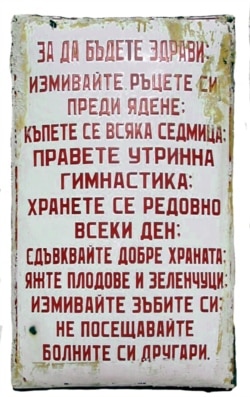 ЗА ДА БЪДЕТЕ ЗДРАВИ:
ИЗМИВАЙТЕ РЪЦЕТЕ СИ
ПРЕДИ ЯДЕНЕ;
КЪПЕТЕ СЕ ВСЯКА СЕДМИЦА;
ПРАВЕТЕ УТРИННА
ГИМНАСТИКА;
ХРАНЕТЕ СЕ РЕДОВНО
ВСЕКИ ДЕН;
СДЪВКВАЙТЕ ДОБРЕ ХРАНАТА;
ЯЖТЕ ПЛОДОВЕ И ЗЕЛЕНЧУЦИ;
ИЗМИВАЙТЕ ЗЪБИТЕ СИ;
НЕ ПОСЕЩАВАЙТЕ
БОЛНИТЕ СИ ДРУГАРИ.